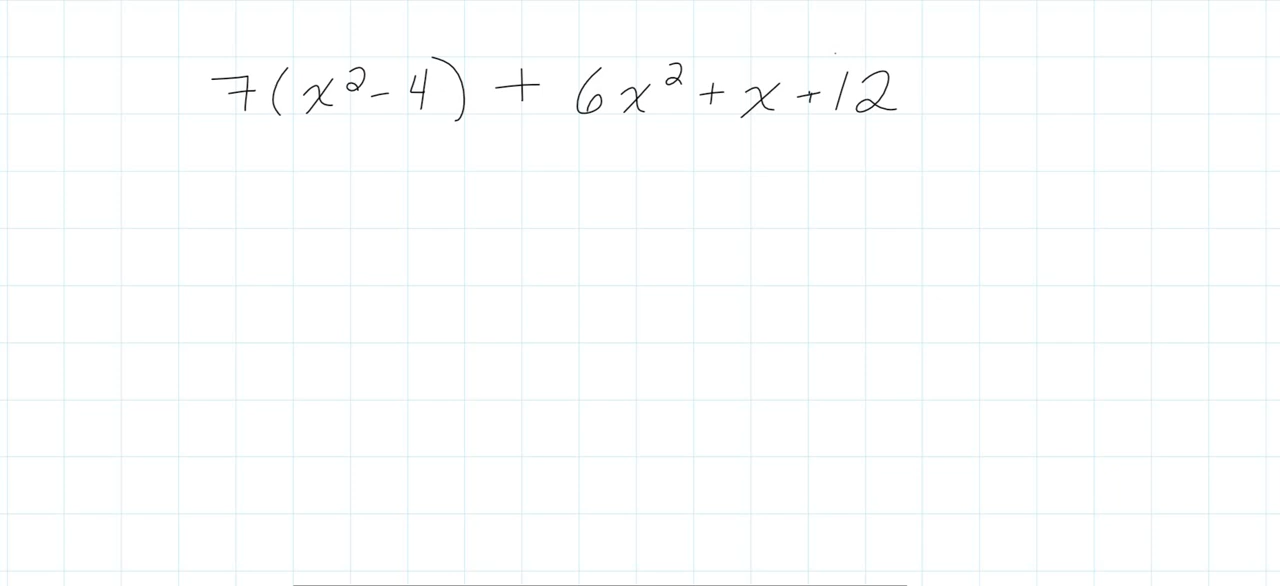 7(x²-4) + 6x² + x + 12